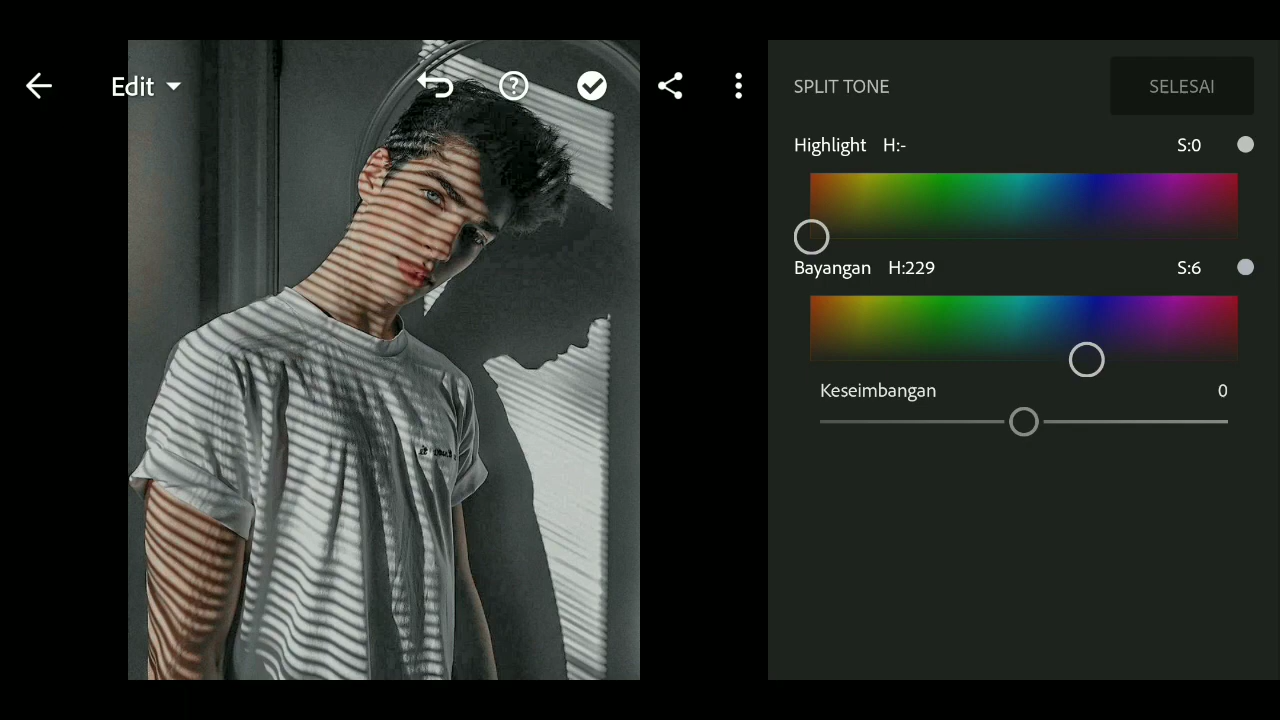 Edit
SPLIT TONE
SELESAI
Highlight H:- S:0
Bayangan H:229 S:6
Keseimbangan 0